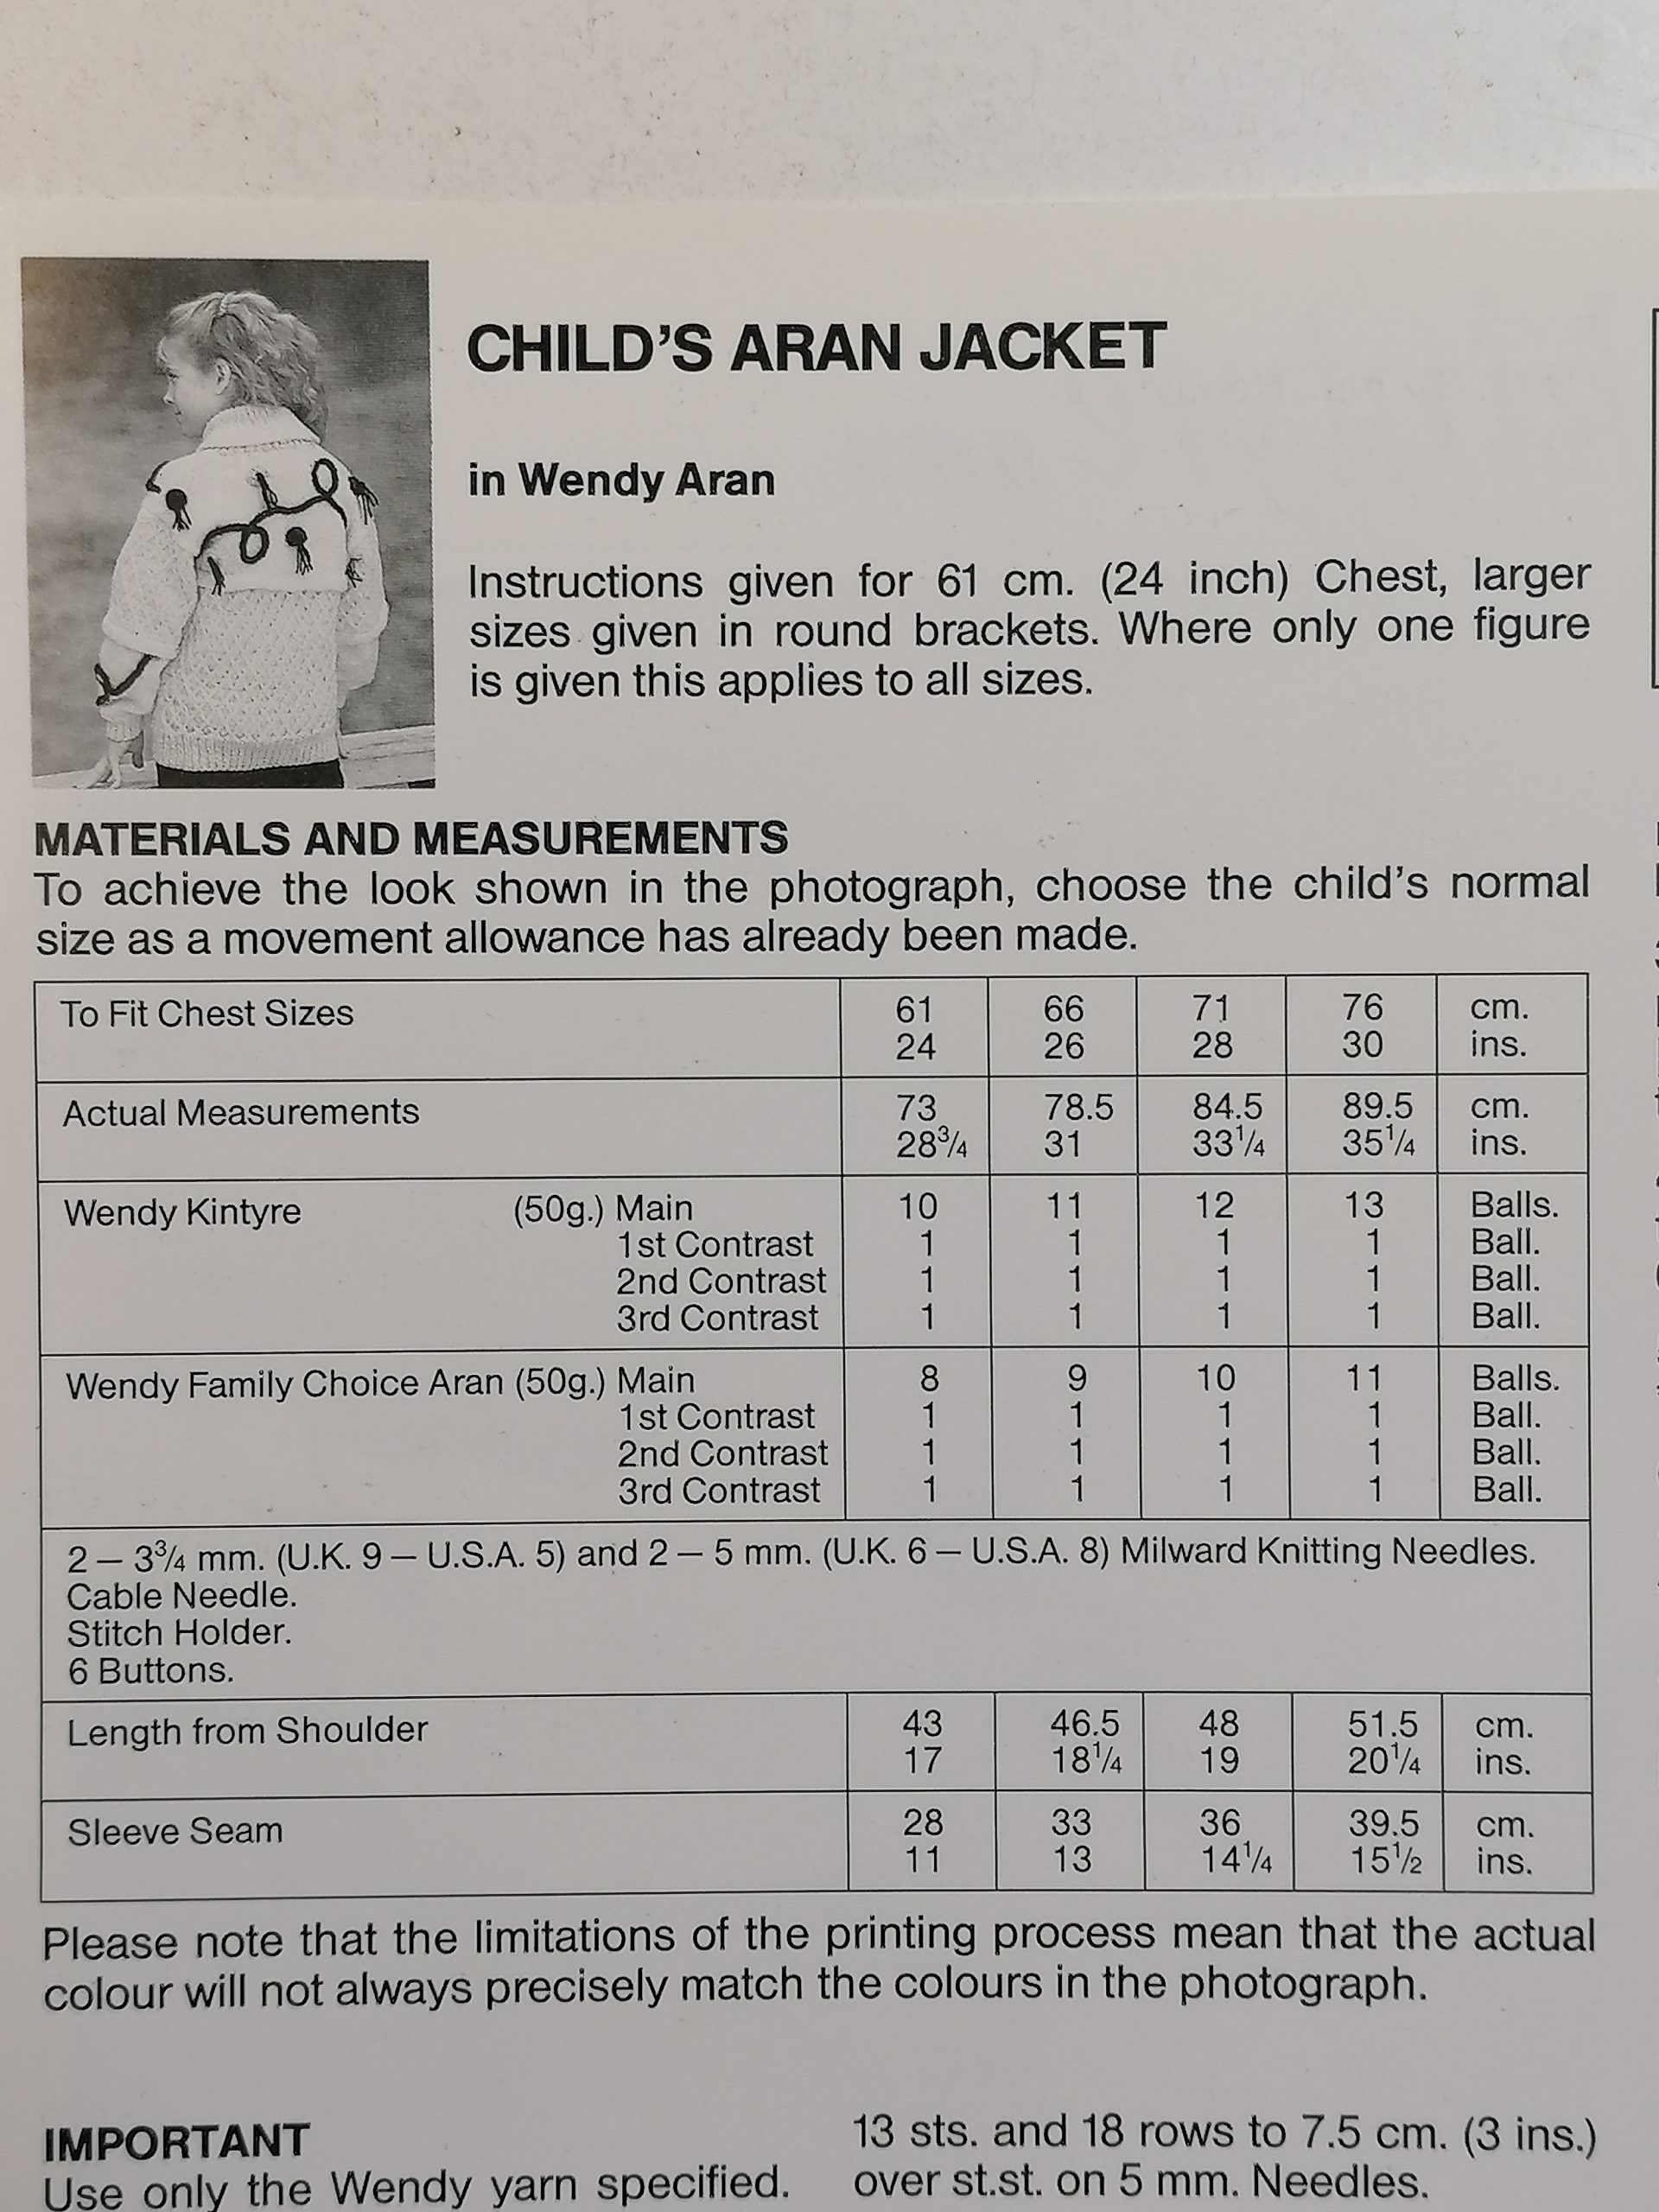 CHILD'S ARAN JACKET
in Wendy Aran
Instructions given for 61 cm. (24 inch) Chest, larger
sizes given in round brackets. Where only one figure
is given this applies to all sizes.
MATERIALS AND MEASUREMENTS
To achieve the look shown in the photograph, choose the child's normal
size as a movement allowance has already been made.
To Fit Chest Sizes 61 66 71 76 cm.
24 26 28 30 ins.
Actual Measurements 73 78.5 84.5 89.5 cm.
28¾ 31 33¼ 35¼ ins.
Wendy Kintyre (50g.) Main 10 11 12 13 Balls.
1st Contrast 1 1 1 1 Ball.
2nd Contrast 1 1 1 1 Ball.
3rd Contrast 1 1 1 1 Ball.
Wendy Family Choice Aran (50g.) Main 8 9 10 11 Balls.
1st Contrast 1 1 1 1 Ball.
2nd Contrast 1 1 1 1 Ball.
3rd Contrast 1 1 1 1 Ball.
2 – 3¾ mm. (U.K. 9 – U.S.A. 5) and 2 – 5 mm. (U.K. 6 – U.S.A. 8) Milward Knitting Needles.
Cable Needle.
Stitch Holder.
6 Buttons.
Length from Shoulder 43 46.5 48 51.5 cm.
17 18¼ 19 20¼ ins.
Sleeve Seam 28 33 36 39.5 cm.
11 13 14¼ 15½ ins.
Please note that the limitations of the printing process mean that the actual
colour will not always precisely match the colours in the photograph.
IMPORTANT
Use only the Wendy yarn specified.
13 sts. and 18 rows to 7.5 cm. (3 ins.)
over st.st. on 5 mm. Needles.